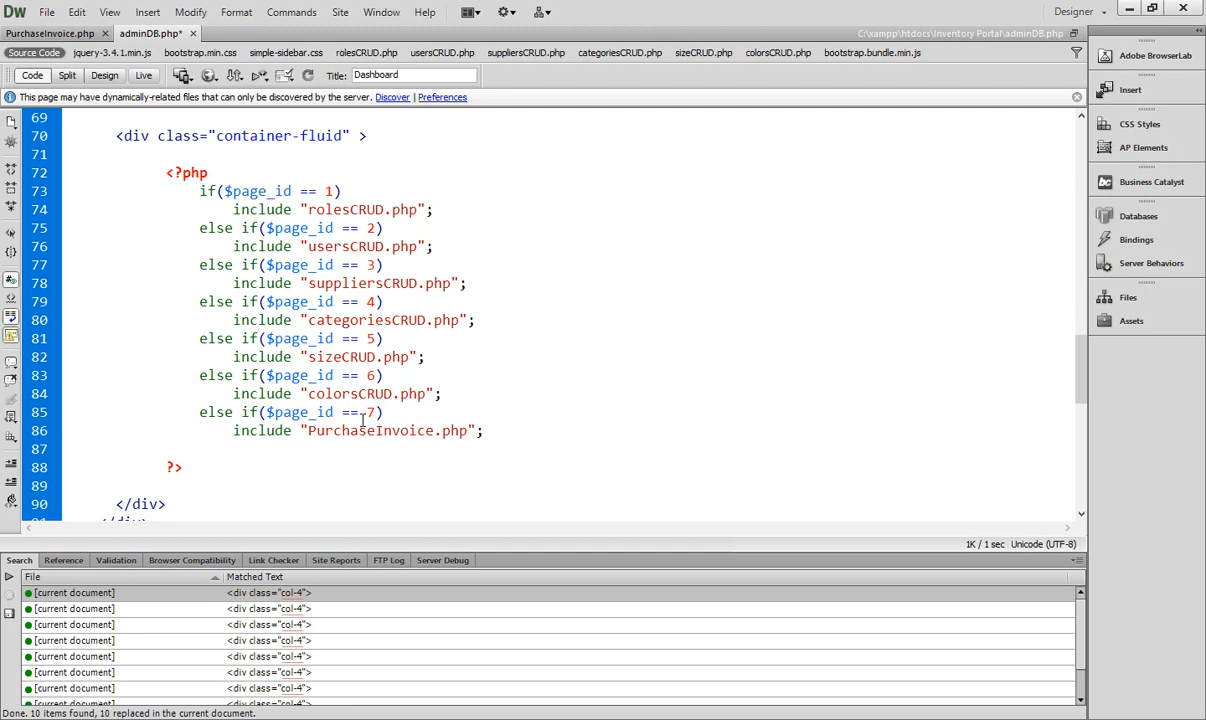 DW File Edit View Insert Modify Format Commands Site Window Help Designer
PurchaseInvoice.php × adminDB.php* × C:\xampp\htdocs\Inventory Portal\adminDB.php
Source Code jquery-3.4.1.min.js bootstrap.min.css simple-sidebar.css rolesCRUD.php usersCRUD.php suppliersCRUD.php categoriesCRUD.php sizeCRUD.php colorsCRUD.php bootstrap.bundle.min.js
Code Split Design Live Title: Dashboard
This page may have dynamically-related files that can only be discovered by the server. Discover | Preferences
69
70 <div class="container-fluid" >
71
72 <?php
73 if($page_id == 1)
74 include "rolesCRUD.php";
75 else if($page_id == 2)
76 include "usersCRUD.php";
77 else if($page_id == 3)
78 include "suppliersCRUD.php";
79 else if($page_id == 4)
80 include "categoriesCRUD.php";
81 else if($page_id == 5)
82 include "sizeCRUD.php";
83 else if($page_id == 6)
84 include "colorsCRUD.php";
85 else if($page_id == 7)
86 include "PurchaseInvoice.php";
87
88 ?>
89
90 </div>
91 </div>
1K / 1 sec Unicode (UTF-8)
Adobe BrowserLab
Insert
CSS Styles
AP Elements
Business Catalyst
Databases
Bindings
Server Behaviors
Files
Assets
Search Reference Validation Browser Compatibility Link Checker Site Reports FTP Log Server Debug
File Matched Text
[current document] <div class="col-4">
[current document] <div class="col-4">
[current document] <div class="col-4">
[current document] <div class="col-4">
[current document] <div class="col-4">
[current document] <div class="col-4">
[current document] <div class="col-4">
[current document] <div class="col-4">
Done. 10 items found, 10 replaced in the current document.